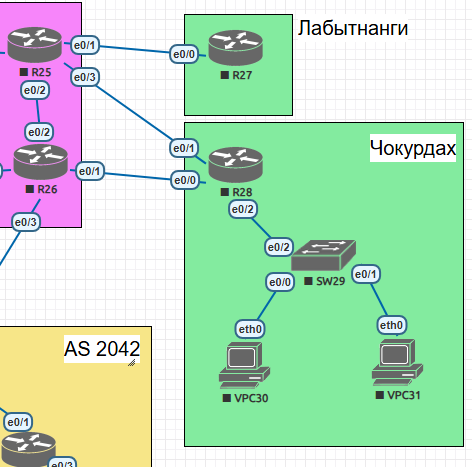 Лабытнанги
e0/1
R25
e0/3
e0/0
R27
e0/2
e0/2
R26
e0/1
e0/3
Чокурдах
e0/1
e0/0
R28
e0/2
e0/2
SW29
e0/0
e0/1
eth0
eth0
VPC30
VPC31
AS 2042
e0/1
e0/3